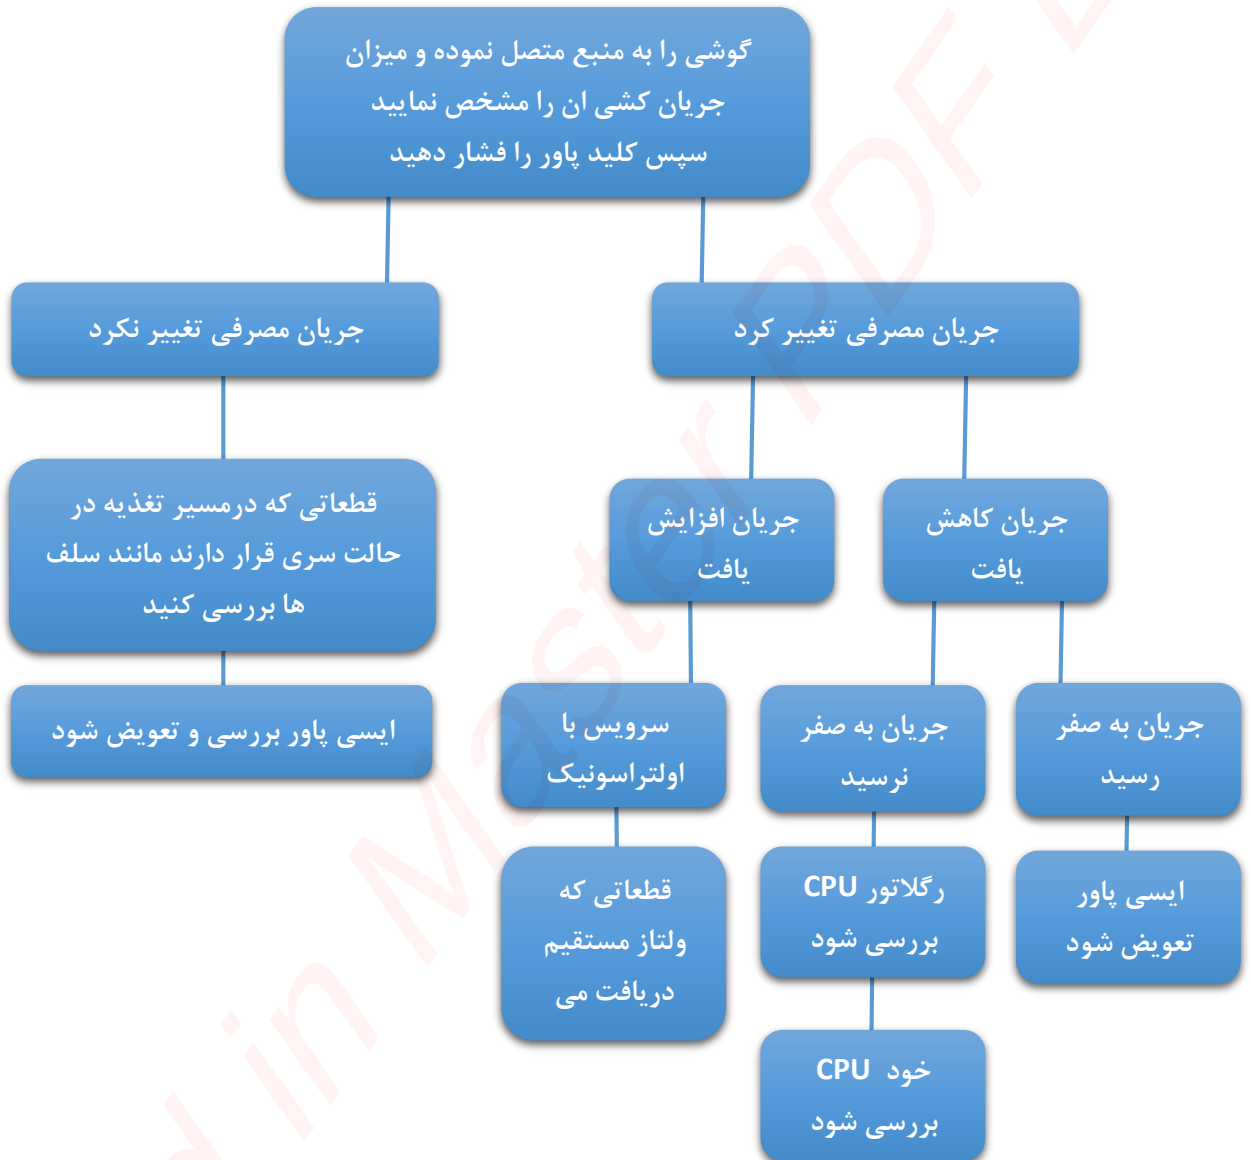 گوشی را به منبع متصل نموده و میزان
جریان کشی ان را مشخص نمایید
سپس کلید پاور را فشار دهید
جریان مصرفی تغییر کرد
جریان مصرفی تغییر نکرد
جریان کاهش
یافت
جریان افزایش
یافت
قطعاتی که درمسیر تغذیه در
حالت سری قرار دارند مانند سلف
ها بررسی کنید
جریان به صفر
رسید
جریان به صفر
نرسید
سرویس با
اولتراسونیک
ایسی پاور بررسی و تعویض شود
ایسی پاور
تعویض شود
رگلاتور CPU
بررسی شود
قطعاتی که
ولتاز مستقیم
دریافت می
خود CPU
بررسی شود
in Master PDF